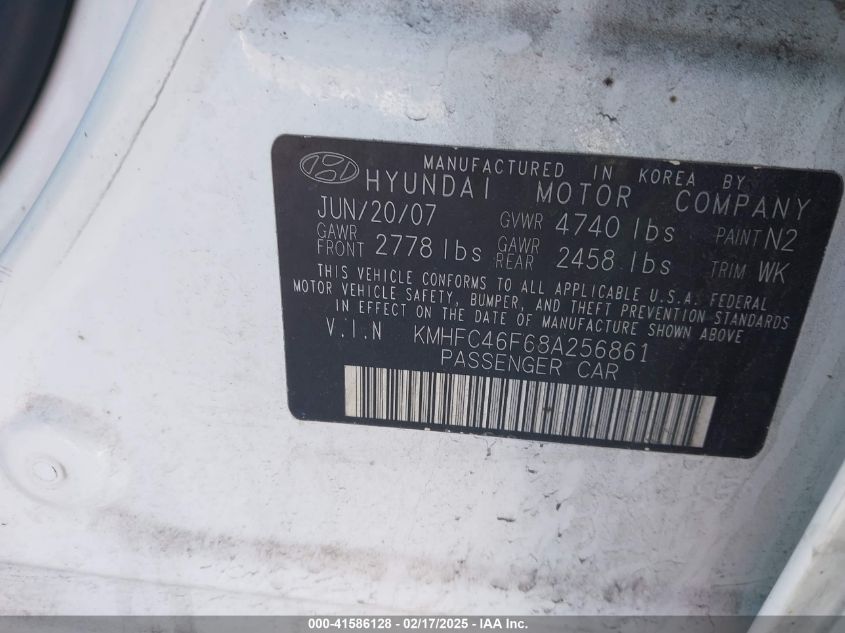 MANUFACTURED IN KOREA BY
HYUNDAI MOTOR COMPANY
JUN/20/07 GVWR 4740 lbs PAINT N2
GAWR FRONT 2778 lbs GAWR REAR 2458 lbs TRIM WK
THIS VEHICLE CONFORMS TO ALL APPLICABLE U.S.A. FEDERAL
MOTOR VEHICLE SAFETY, BUMPER, AND THEFT PREVENTION STANDARDS
IN EFFECT ON THE DATE OF MANUFACTURE SHOWN ABOVE
V.I.N KMHFC46F68A256861
PASSENGER CAR
000-41586128 - 02/17/2025 - IAA Inc.